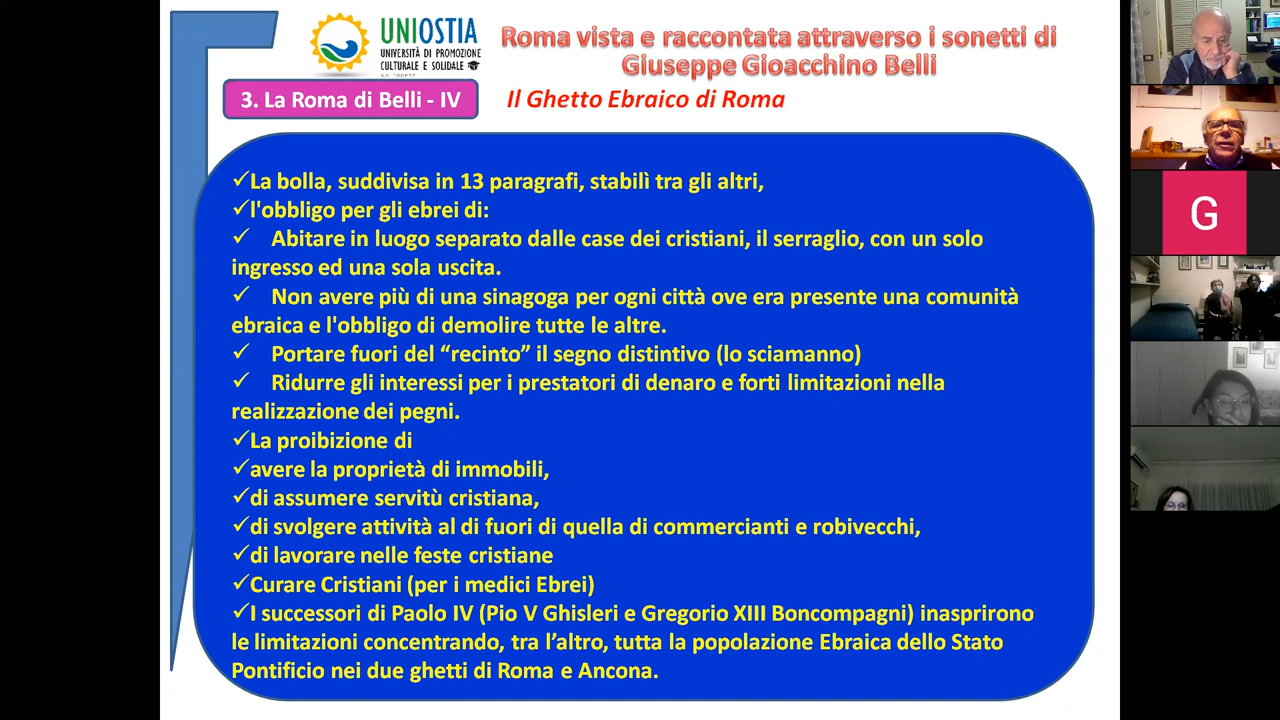 UNIOSTIA
UNIVERSITÀ DI PROMOZIONE
CULTURALE E SOLIDALE
Roma vista e raccontata attraverso i sonetti di
Giuseppe Gioacchino Belli
3. La Roma di Belli - IV
Il Ghetto Ebraico di Roma
✓La bolla, suddivisa in 13 paragrafi, stabilì tra gli altri,
✓l'obbligo per gli ebrei di:
✓ Abitare in luogo separato dalle case dei cristiani, il serraglio, con un solo
ingresso ed una sola uscita.
✓ Non avere più di una sinagoga per ogni città ove era presente una comunità
ebraica e l'obbligo di demolire tutte le altre.
✓ Portare fuori del “recinto” il segno distintivo (lo sciamanno)
✓ Ridurre gli interessi per i prestatori di denaro e forti limitazioni nella
realizzazione dei pegni.
✓La proibizione di
✓avere la proprietà di immobili,
✓di assumere servitù cristiana,
✓di svolgere attività al di fuori di quella di commercianti e robivecchi,
✓di lavorare nelle feste cristiane
✓Curare Cristiani (per i medici Ebrei)
✓I successori di Paolo IV (Pio V Ghisleri e Gregorio XIII Boncompagni) inasprirono
le limitazioni concentrando, tra l’altro, tutta la popolazione Ebraica dello Stato
Pontificio nei due ghetti di Roma e Ancona.
G